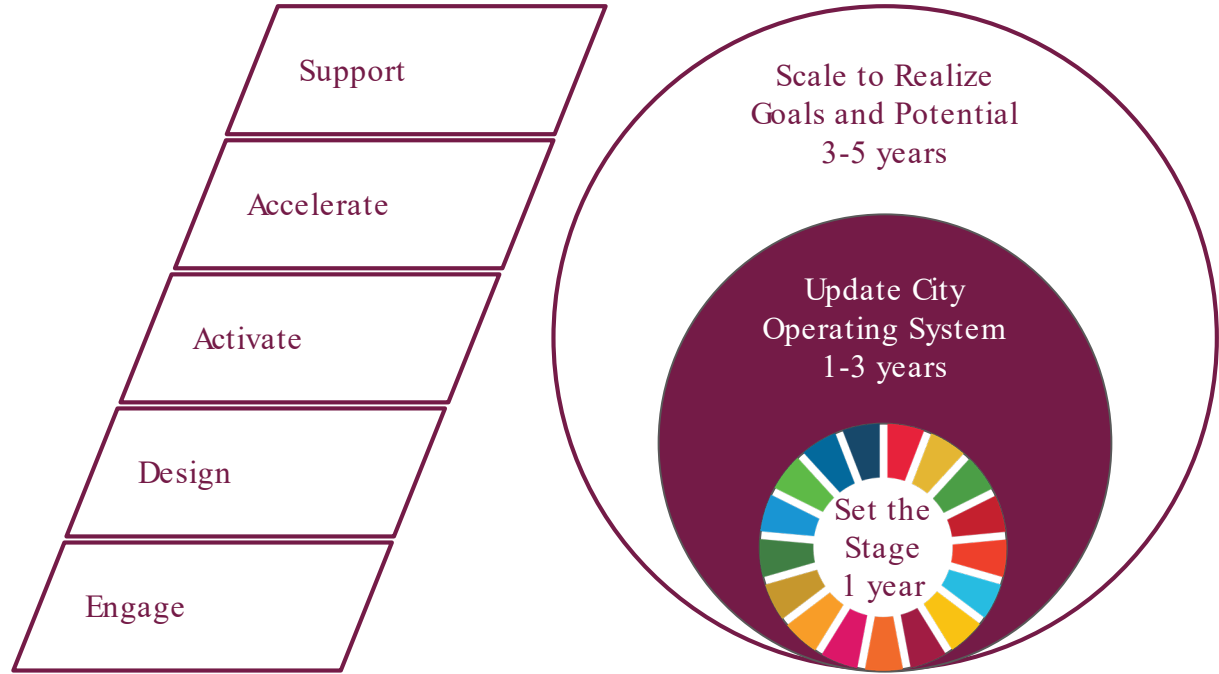 Support
Accelerate
Activate
Design
Engage
Scale to Realize
Goals and Potential
3-5 years
Update City
Operating System
1-3 years
Set the
Stage
1 year